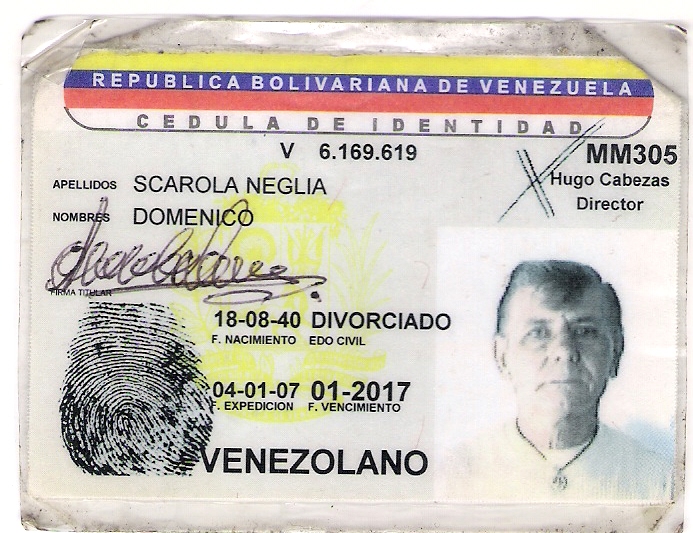 REPUBLICA BOLIVARIANA DE VENEZUELA
CEDULA DE IDENTIDAD
V 6.169.619
MM305
Hugo Cabezas
Director
APELLIDOS SCAROLA NEGLIA
NOMBRES DOMENICO
FIRMA TITULAR
18-08-40 DIVORCIADO
F. NACIMIENTO EDO CIVIL
04-01-07 01-2017
F. EXPEDICION F. VENCIMIENTO
VENEZOLANO